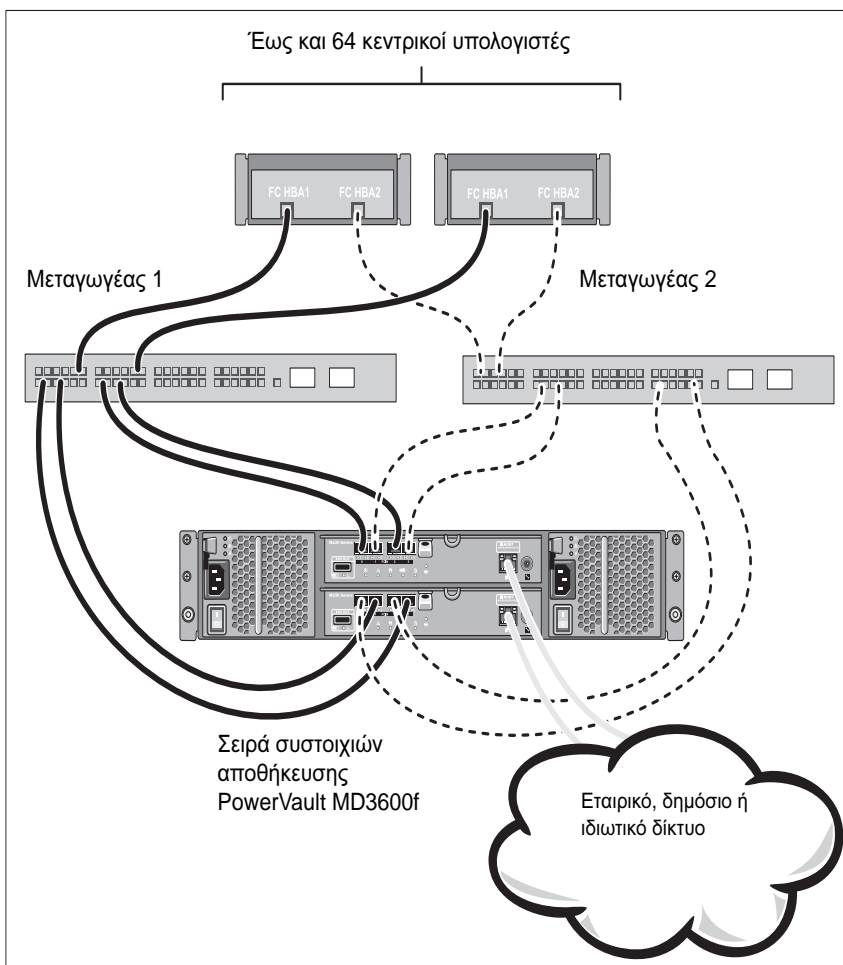 Έως και 64 κεντρικοί υπολογιστές
FC HBA1 FC HBA2 FC HBA1 FC HBA2
Μεταγωγέας 1 Μεταγωγέας 2
Σειρά συστοιχιών
αποθήκευσης
PowerVault MD3600f
Εταιρικό, δημόσιο ή
ιδιωτικό δίκτυο